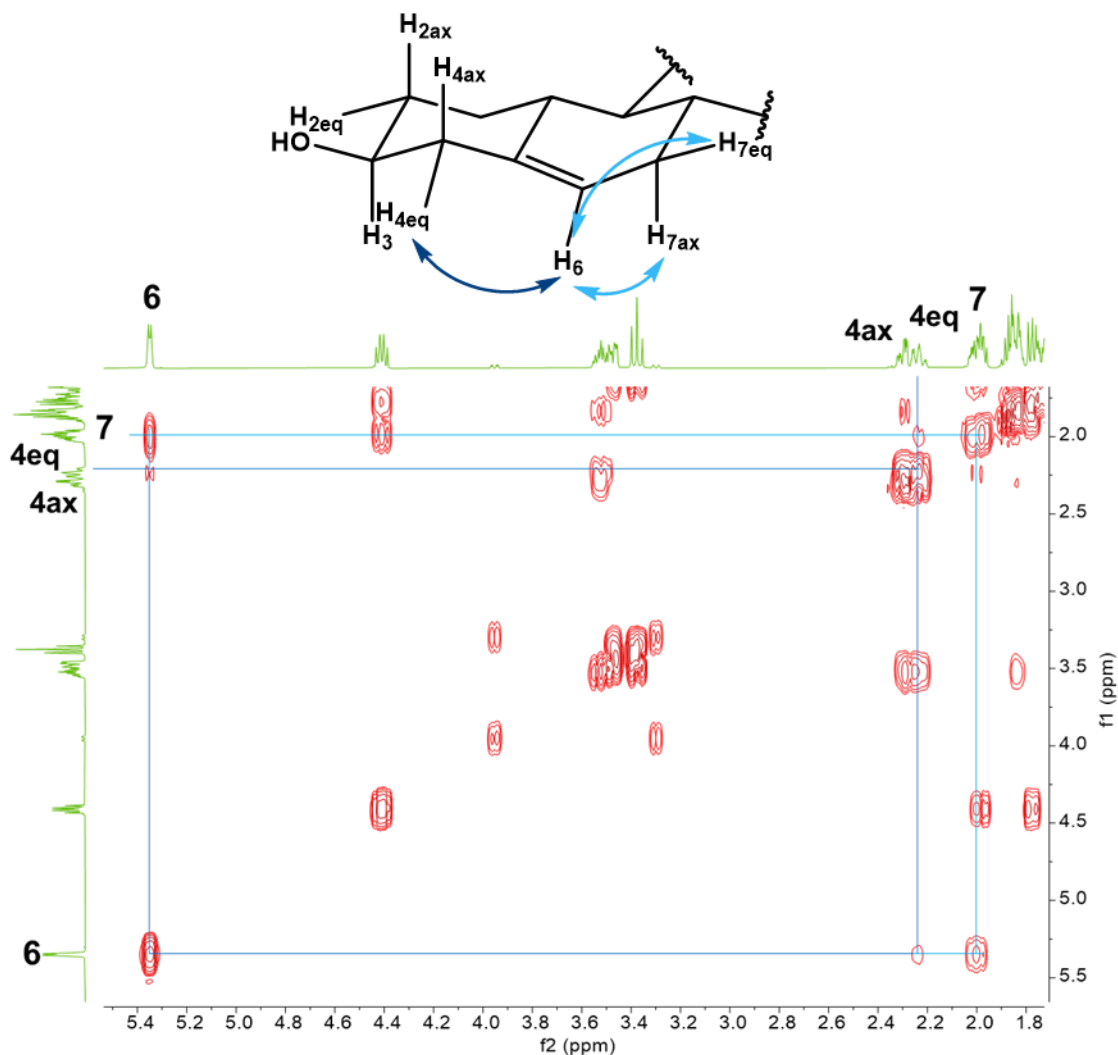 H2ax
H4ax
H2eq
HO
H7eq
H4eq
H3
H7ax
H6
6
4ax
4eq
7
7
4eq
4ax
6
2.0
2.5
3.0
3.5
4.0
4.5
5.0
5.5
f1 (ppm)
5.4 5.2 5.0 4.8 4.6 4.4 4.2 4.0 3.8 3.6 3.4 3.2 3.0 2.8 2.6 2.4 2.2 2.0 1.8
f2 (ppm)